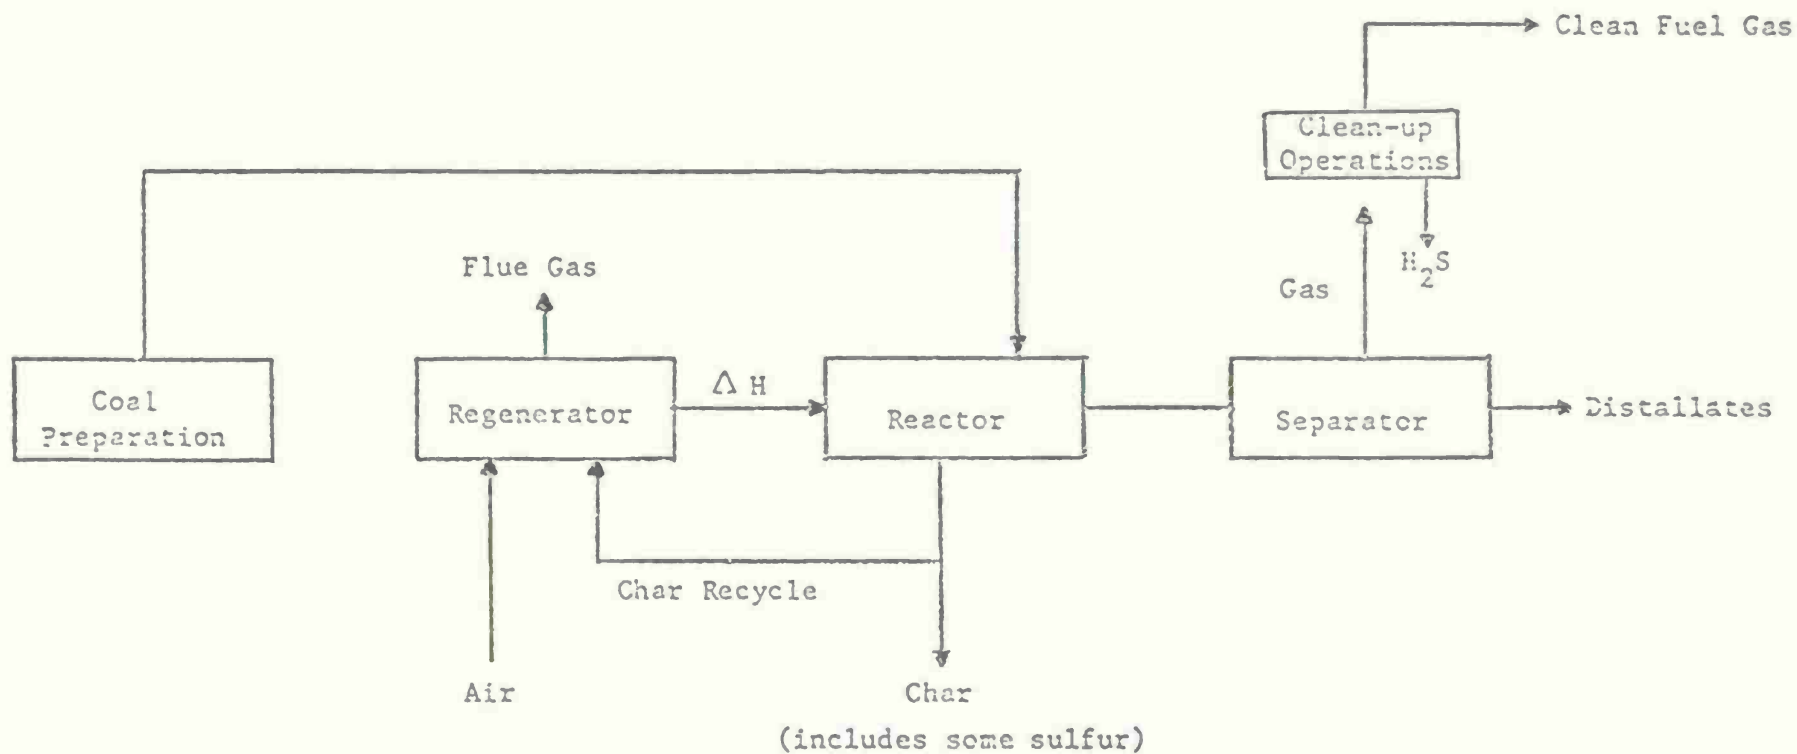 Clean Fuel Gas
Clean-up
Operations
H2S
Gas
Flue Gas
Coal
Preparation
Regenerator
Δ H
Reactor
Separator
Distallates
Char Recycle
Air
Char
(includes some sulfur)